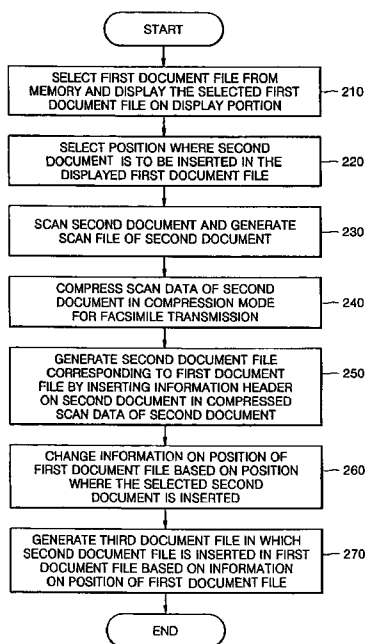 START
SELECT FIRST DOCUMENT FILE FROM
MEMORY AND DISPLAY THE SELECTED FIRST
DOCUMENT FILE ON DISPLAY PORTION
210
SELECT POSITION WHERE SECOND
DOCUMENT IS TO BE INSERTED IN THE
DISPLAYED FIRST DOCUMENT FILE
220
SCAN SECOND DOCUMENT AND GENERATE
SCAN FILE OF SECOND DOCUMENT
230
COMPRESS SCAN DATA OF SECOND
DOCUMENT IN COMPRESSION MODE
FOR FACSIMILE TRANSMISSION
240
GENERATE SECOND DOCUMENT FILE
CORRESPONDING TO FIRST DOCUMENT
FILE BY INSERTING INFORMATION HEADER
ON SECOND DOCUMENT IN COMPRESSED
SCAN DATA OF SECOND DOCUMENT
250
CHANGE INFORMATION ON POSITION OF
FIRST DOCUMENT FILE BASED ON POSITION
WHERE THE SELECTED SECOND
DOCUMENT IS INSERTED
260
GENERATE THIRD DOCUMENT FILE IN WHICH
SECOND DOCUMENT FILE IS INSERTED IN FIRST
DOCUMENT FILE BASED ON INFORMATION
ON POSITION OF FIRST DOCUMENT FILE
270
END